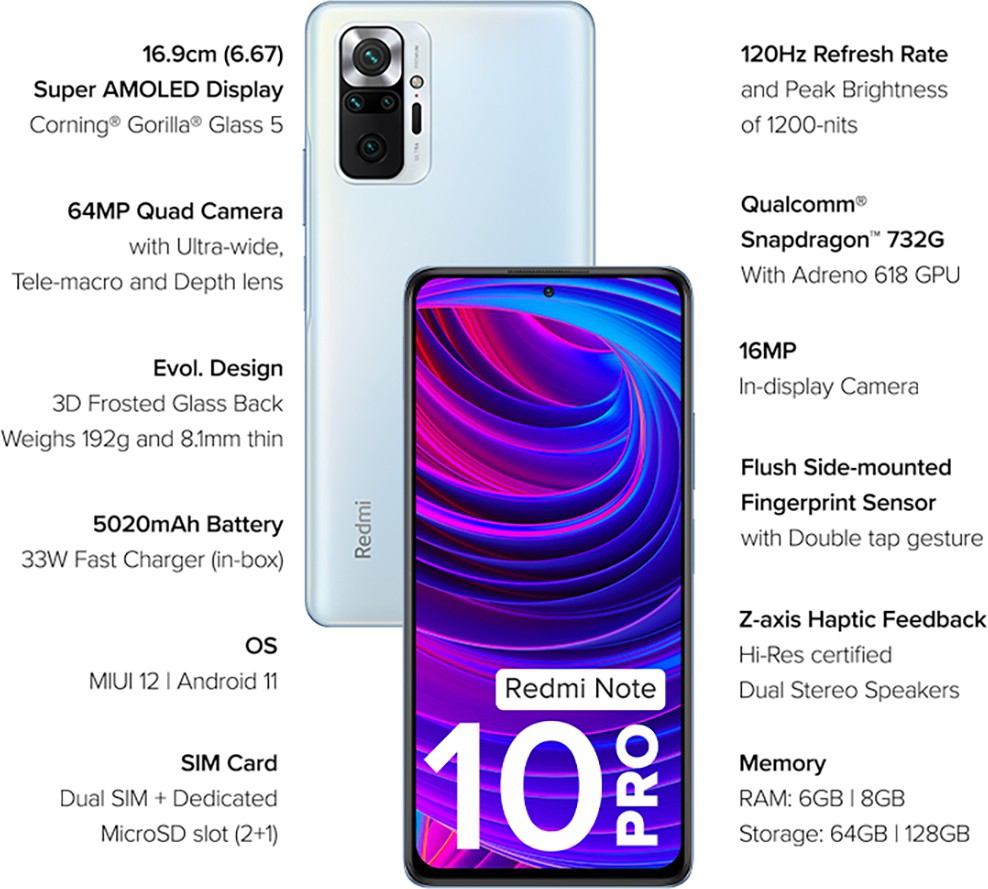 16.9cm (6.67)
Super AMOLED Display
Corning® Gorilla® Glass 5
64MP Quad Camera
with Ultra-wide,
Tele-macro and Depth lens
Evol. Design
3D Frosted Glass Back
Weighs 192g and 8.1mm thin
5020mAh Battery
33W Fast Charger (in-box)
OS
MIUI 12 | Android 11
SIM Card
Dual SIM + Dedicated
MicroSD slot (2+1)
PREMIUM
ULTRA
Redmi
Redmi Note
10 PRO
120Hz Refresh Rate
and Peak Brightness
of 1200-nits
Qualcomm®
Snapdragon™ 732G
With Adreno 618 GPU
16MP
In-display Camera
Flush Side-mounted
Fingerprint Sensor
with Double tap gesture
Z-axis Haptic Feedback
Hi-Res certified
Dual Stereo Speakers
Memory
RAM: 6GB | 8GB
Storage: 64GB | 128GB